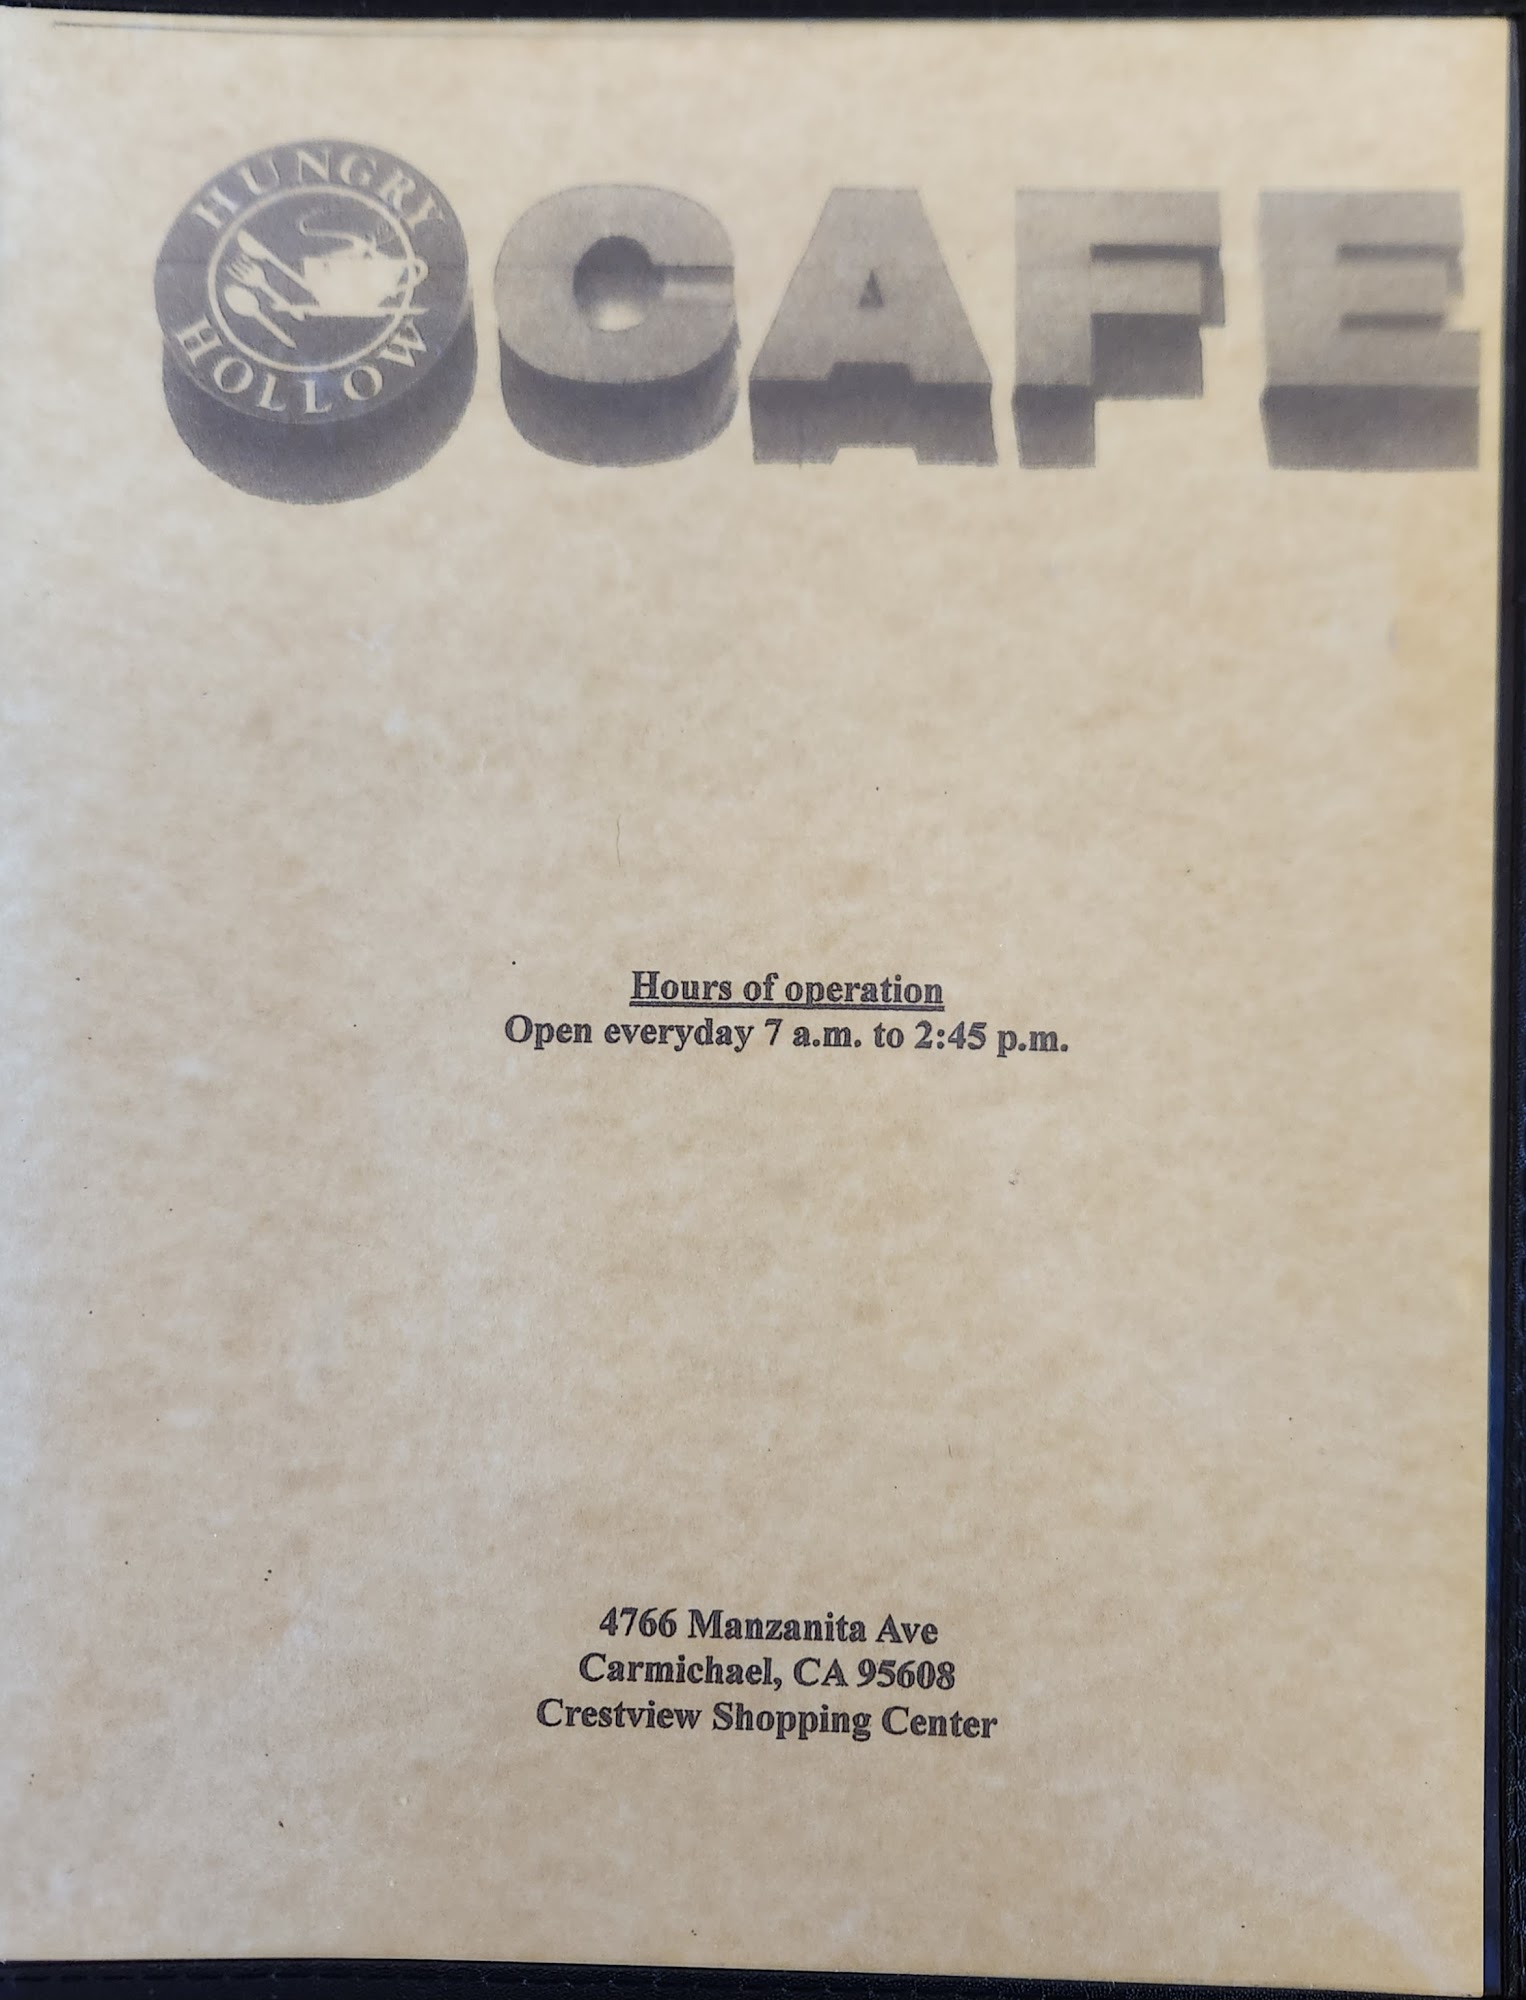 HUNGRY
HOLLOW
CAFE
Hours of operation
Open everyday 7 a.m. to 2:45 p.m.
4766 Manzanita Ave
Carmichael, CA 95608
Crestview Shopping Center